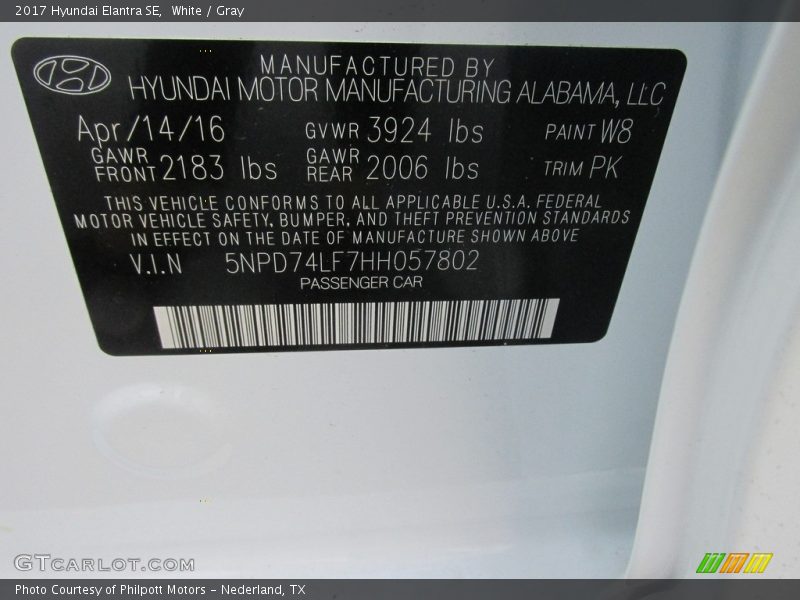 2017 Hyundai Elantra SE, White / Gray
MANUFACTURED BY
HYUNDAI MOTOR MANUFACTURING ALABAMA, LLC
Apr/14/16 GVWR 3924 lbs PAINT W8
GAWR FRONT 2183 lbs GAWR REAR 2006 lbs TRIM PK
THIS VEHICLE CONFORMS TO ALL APPLICABLE U.S.A. FEDERAL
MOTOR VEHICLE SAFETY, BUMPER, AND THEFT PREVENTION STANDARDS
IN EFFECT ON THE DATE OF MANUFACTURE SHOWN ABOVE
V.I.N 5NPD74LF7HH057802
PASSENGER CAR
GTCARLOT.COM
Photo Courtesy of Philpott Motors - Nederland, TX